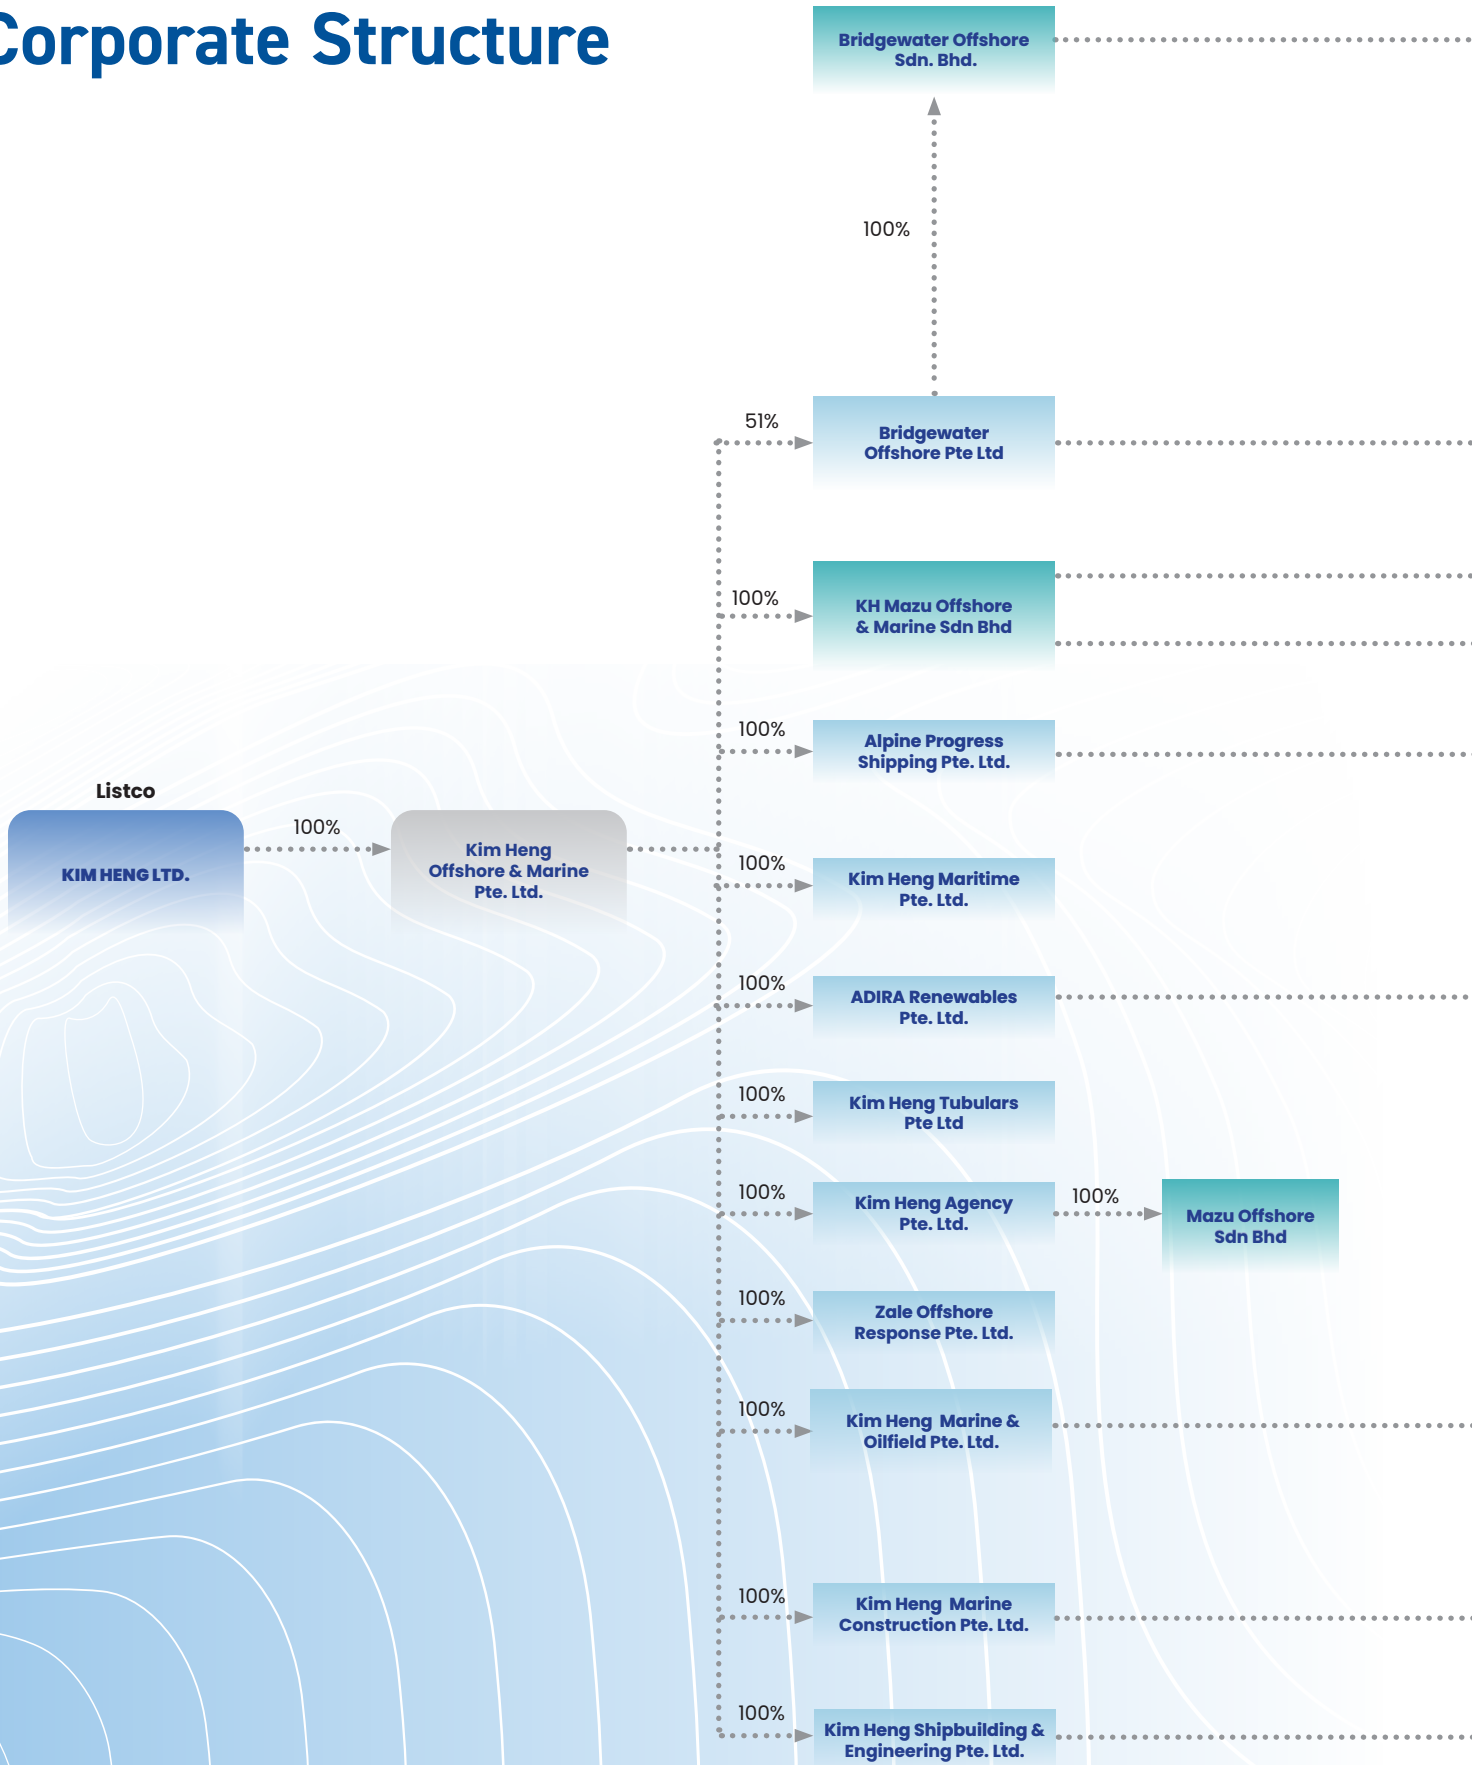 Corporate Structure
Bridgewater Offshore
Sdn. Bhd.
100%
51%
Bridgewater
Offshore Pte Ltd
100%
KH Mazu Offshore
& Marine Sdn Bhd
100%
Alpine Progress
Shipping Pte. Ltd.
Listco
KIM HENG LTD.
100%
Kim Heng
Offshore & Marine
Pte. Ltd.
100%
Kim Heng Maritime
Pte. Ltd.
100%
ADIRA Renewables
Pte. Ltd.
100%
Kim Heng Tubulars
Pte Ltd
100%
Kim Heng Agency
Pte. Ltd.
100%
Mazu Offshore
Sdn Bhd
100%
Zale Offshore
Response Pte. Ltd.
100%
Kim Heng Marine &
Oilfield Pte. Ltd.
100%
Kim Heng Marine
Construction Pte. Ltd.
100%
Kim Heng Shipbuilding &
Engineering Pte. Ltd.